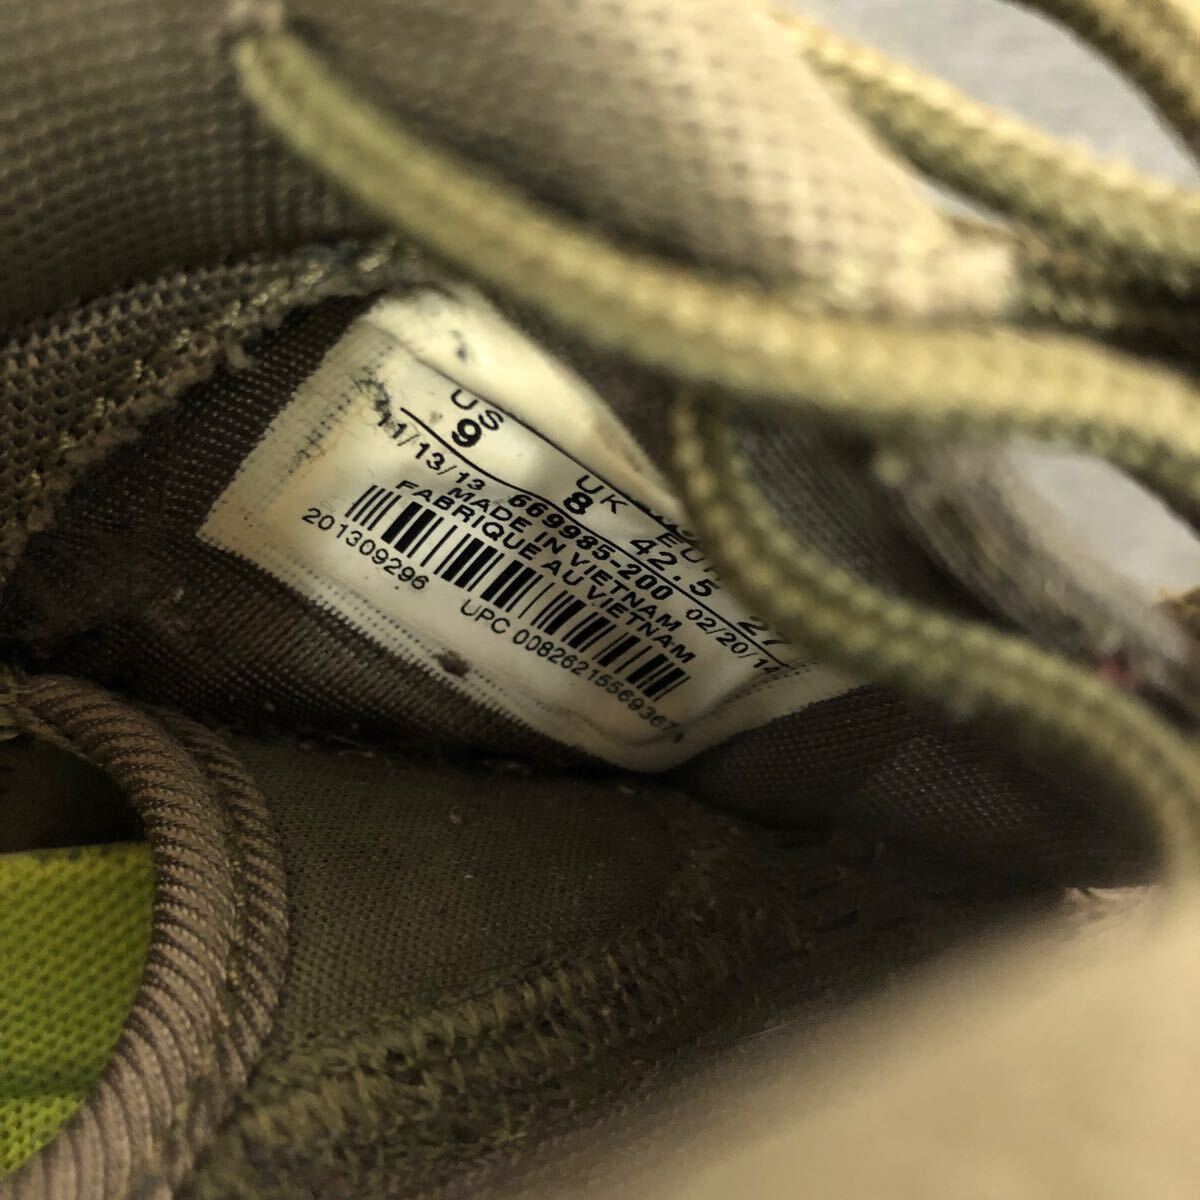 US UK EUR
9 8 42.5 27
11/13/13 669985-200 02/20/14
MADE IN VIETNAM
FABRIQUE AU VIETNAM
201309296 UPC 00826215569367